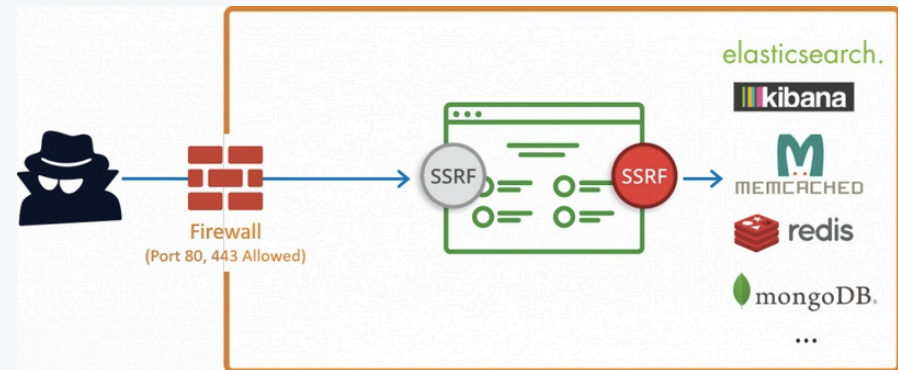 SSRF
SSRF
Firewall
(Port 80, 443 Allowed)
elasticsearch.
kibana
MEMCACHED
redis
mongoDB.
...